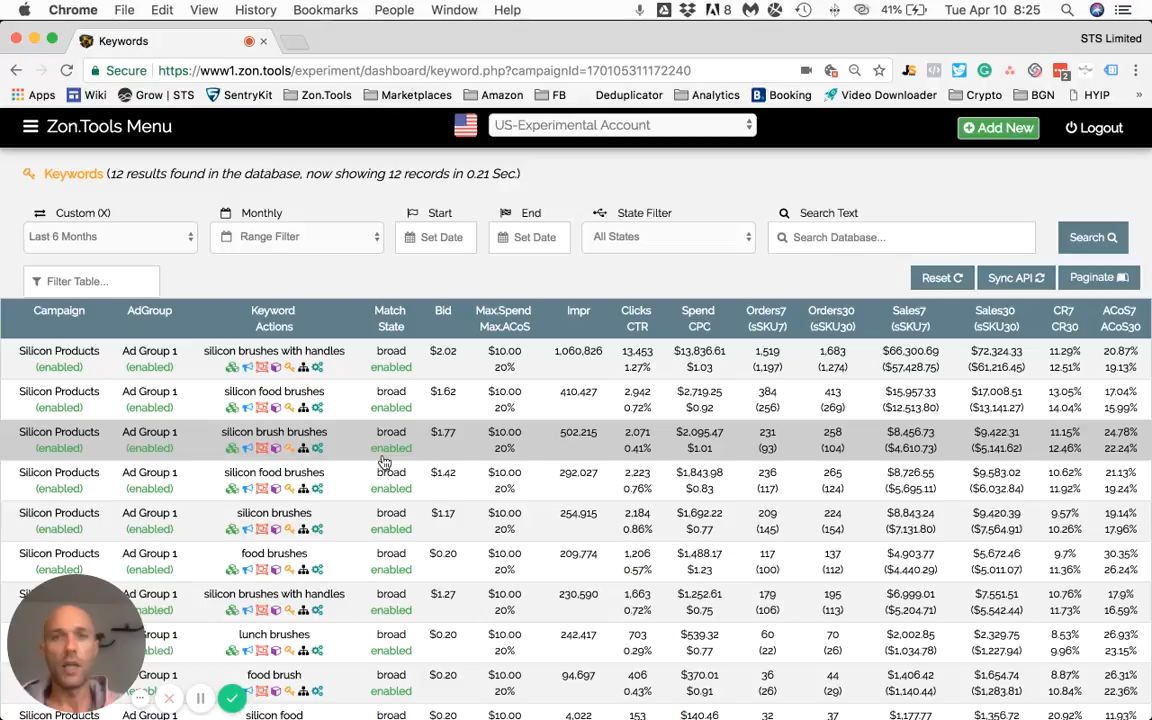 Chrome File Edit View History Bookmarks People Window Help 8 41% Tue Apr 10 8:25
Keywords STS Limited
Secure https://www1.zon.tools/experiment/dashboard/keyword.php?campaignId=170105311172240
Apps Wiki Grow | STS SentryKit Zon.Tools Marketplaces Amazon FB Deduplicator Analytics Booking Video Downloader Crypto BGN HYIP »
Zon.Tools Menu US-Experimental Account Add New Logout
Keywords (12 results found in the database, now showing 12 records in 0.21 Sec.)
Custom (X) Monthly Start End State Filter Search Text
Last 6 Months Range Filter Set Date Set Date All States Search Database... Search
Filter Table... Reset Sync API Paginate
Campaign AdGroup Keyword Match Bid Max.Spend Impr Clicks Spend Orders7 Orders30 Sales7 Sales30 CR7 ACoS7
Actions State Max.ACoS CTR CPC (sSKU7) (sSKU30) (sSKU7) (sSKU30) CR30 ACoS30
Silicon Products Ad Group 1 silicon brushes with handles broad $2.02 $10.00 1,060,826 13,453 $13,836.61 1,519 1,683 $66,300.69 $72,324.33 11.29% 20.87%
(enabled) (enabled) enabled 20% 1.27% $1.03 (1,197) (1,274) ($57,428.75) ($61,216.45) 12.51% 19.13%
Silicon Products Ad Group 1 silicon food brushes broad $1.62 $10.00 410,427 2,942 $2,719.25 384 413 $15,957.33 $17,008.51 13.05% 17.04%
(enabled) (enabled) enabled 20% 0.72% $0.92 (256) (269) ($12,513.80) ($13,141.27) 14.04% 15.99%
Silicon Products Ad Group 1 silicon brush brushes broad $1.77 $10.00 502,215 2,071 $2,095.47 231 258 $8,456.73 $9,422.31 11.15% 24.78%
(enabled) (enabled) enabled 20% 0.41% $1.01 (93) (104) ($4,610.73) ($5,141.62) 12.46% 22.24%
Silicon Products Ad Group 1 silicon food brushes broad $1.42 $10.00 292,027 2,223 $1,843.98 236 265 $8,726.55 $9,583.02 10.62% 21.13%
(enabled) (enabled) enabled 20% 0.76% $0.83 (117) (124) ($5,695.11) ($6,032.84) 11.92% 19.24%
Silicon Products Ad Group 1 silicon brushes broad $1.17 $10.00 254,915 2,184 $1,692.22 209 224 $8,843.24 $9,420.39 9.57% 19.14%
(enabled) (enabled) enabled 20% 0.86% $0.77 (145) (154) ($7,131.80) ($7,564.91) 10.26% 17.96%
Silicon Products Ad Group 1 food brushes broad $0.20 $10.00 209,774 1,206 $1,488.17 117 137 $4,903.77 $5,672.46 9.7% 30.35%
(enabled) (enabled) enabled 20% 0.57% $1.23 (100) (112) ($4,440.29) ($5,011.07) 11.36% 26.24%
Ad Group 1 silicon brushes with handles broad $1.27 $10.00 230,590 1,663 $1,252.61 179 195 $6,999.01 $7,551.51 10.76% 17.9%
(enabled) enabled 20% 0.72% $0.75 (106) (113) ($5,204.71) ($5,542.44) 11.73% 16.59%
Group 1 lunch brushes broad $0.20 $10.00 242,417 703 $539.32 60 70 $2,002.85 $2,329.75 8.53% 26.93%
enabled 20% 0.29% $0.77 (22) (26) ($1,034.78) ($1,227.94) 9.96% 23.15%
Group 1 food brush broad $0.20 $10.00 94,697 406 $370.01 36 44 $1,406.42 $1,654.74 8.87% 26.31%
enabled 20% 0.43% $0.91 (26) (29) ($1,140.44) ($1,283.81) 10.84% 22.36%
Group 1 silicon food broad $0.20 $10.00 4,022 153 $140.46 32 37 $1,177.77 $1,356.72 20.92% 11.93%